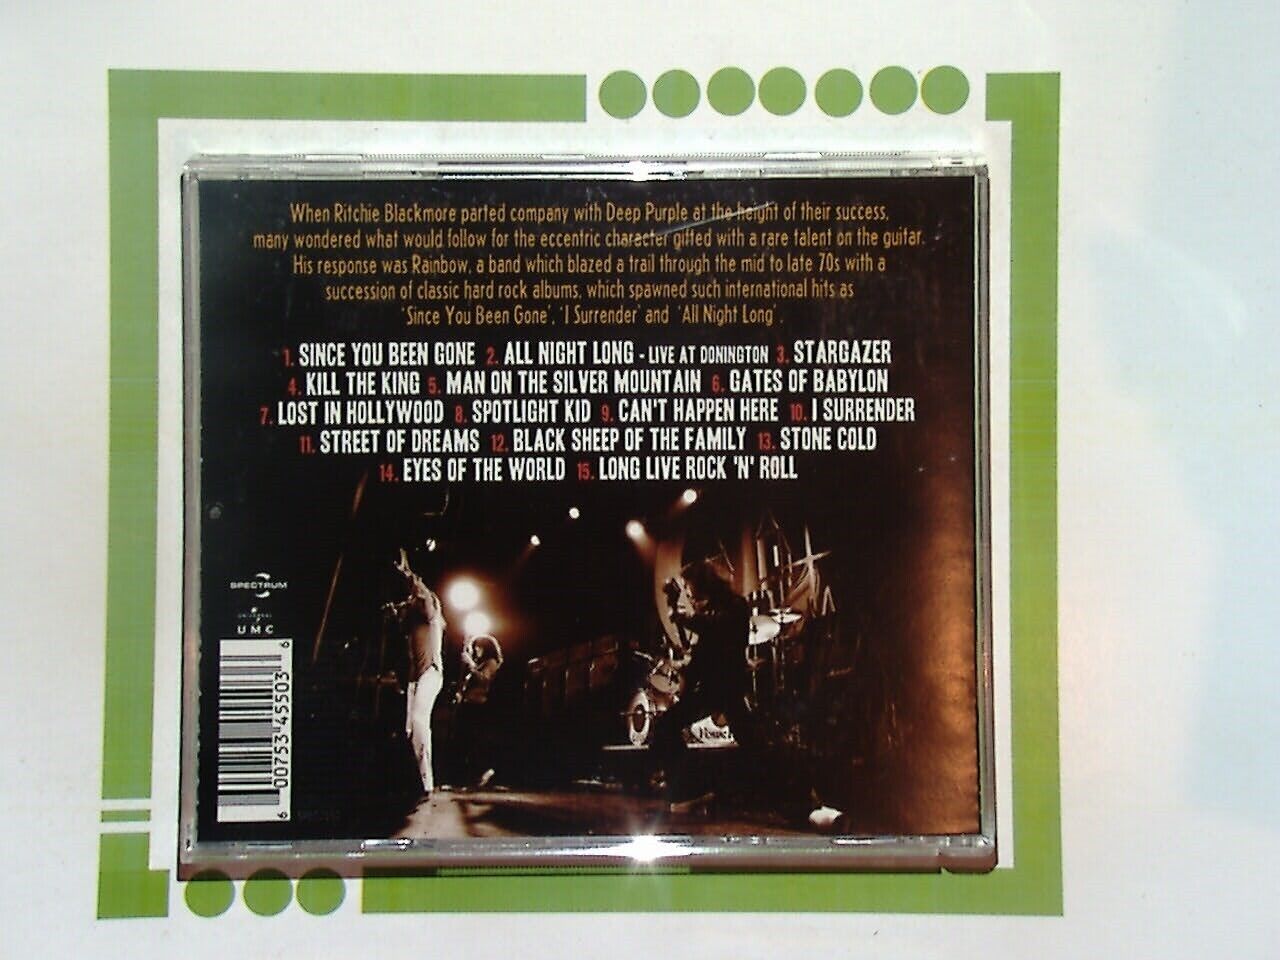 When Ritchie Blackmore parted company with Deep Purple at the height of their success,
many wondered what would follow for the eccentric character gifted with a rare talent on the guitar.
His response was Rainbow, a band which blazed a trail through the mid to late 70s with a
succession of classic hard rock albums, which spawned such international hits as
'Since You Been Gone', 'I Surrender' and 'All Night Long'.
1. SINCE YOU BEEN GONE 2. ALL NIGHT LONG - LIVE AT DONINGTON 3. STARGAZER
4. KILL THE KING 5. MAN ON THE SILVER MOUNTAIN 6. GATES OF BABYLON
7. LOST IN HOLLYWOOD 8. SPOTLIGHT KID 9. CAN'T HAPPEN HERE 10. I SURRENDER
11. STREET OF DREAMS 12. BLACK SHEEP OF THE FAMILY 13. STONE COLD
14. EYES OF THE WORLD 15. LONG LIVE ROCK 'N' ROLL
SPECTRUM
UNIVERSAL
UMC
6 00753 45503 6